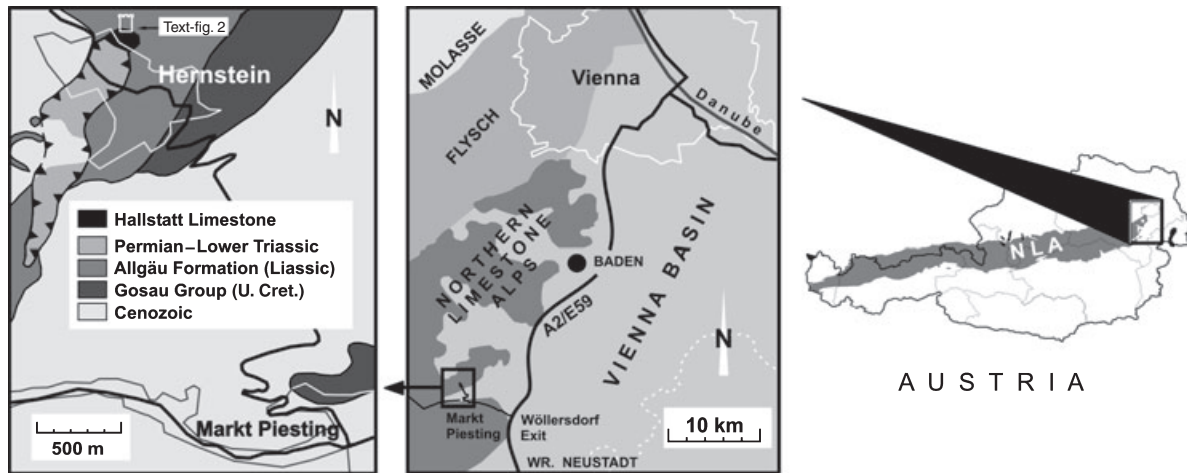 Text-fig. 2
Hernstein
N
Hallstatt Limestone
Permian–Lower Triassic
Allgäu Formation (Liassic)
Gosau Group (U. Cret.)
Cenozoic
500 m
Markt Piesting
MOLASSE
FLYSCH
Vienna
Danube
NORTHERN
LIMESTONE
ALPS
BADEN
A2/E59
VIENNA BASIN
N
Markt
Piesting
Wöllersdorf
Exit
WR. NEUSTADT
10 km
NLA
AUSTRIA